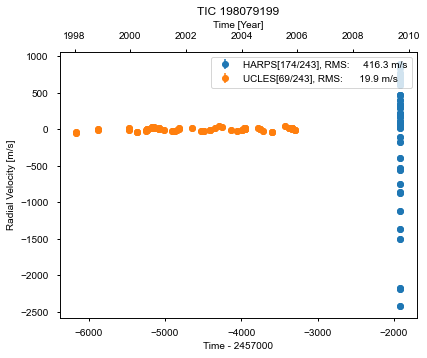 TIC 198079199
Time [Year]
1998 2000 2002 2004 2006 2008 2010
HARPS[174/243], RMS: 416.3 m/s
UCLES[69/243], RMS: 19.9 m/s
Radial Velocity [m/s]
1000
500
0
−500
−1000
−1500
−2000
−2500
−6000 −5000 −4000 −3000 −2000
Time - 2457000